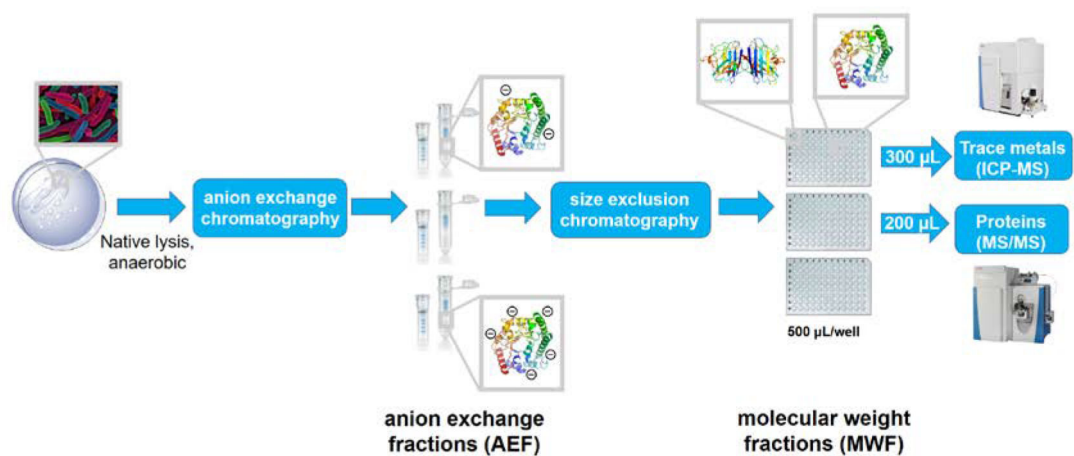 Native lysis,
anaerobic
anion exchange
chromatography
anion exchange
fractions (AEF)
size exclusion
chromatography
500 µL/well
molecular weight
fractions (MWF)
300 µL
Trace metals
(ICP-MS)
200 µL
Proteins
(MS/MS)